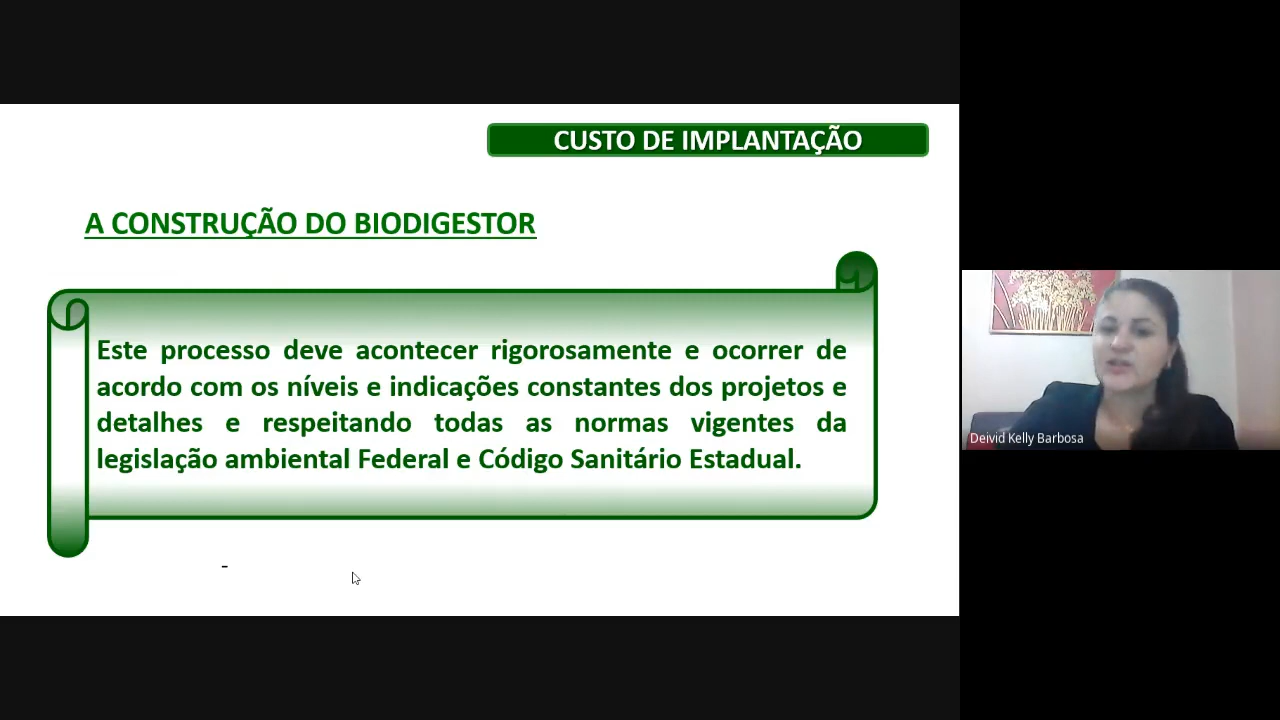 CUSTO DE IMPLANTAÇÃO
A CONSTRUÇÃO DO BIODIGESTOR
Este processo deve acontecer rigorosamente e ocorrer de
acordo com os níveis e indicações constantes dos projetos e
detalhes e respeitando todas as normas vigentes da
legislação ambiental Federal e Código Sanitário Estadual.
-
Deivid Kelly Barbosa